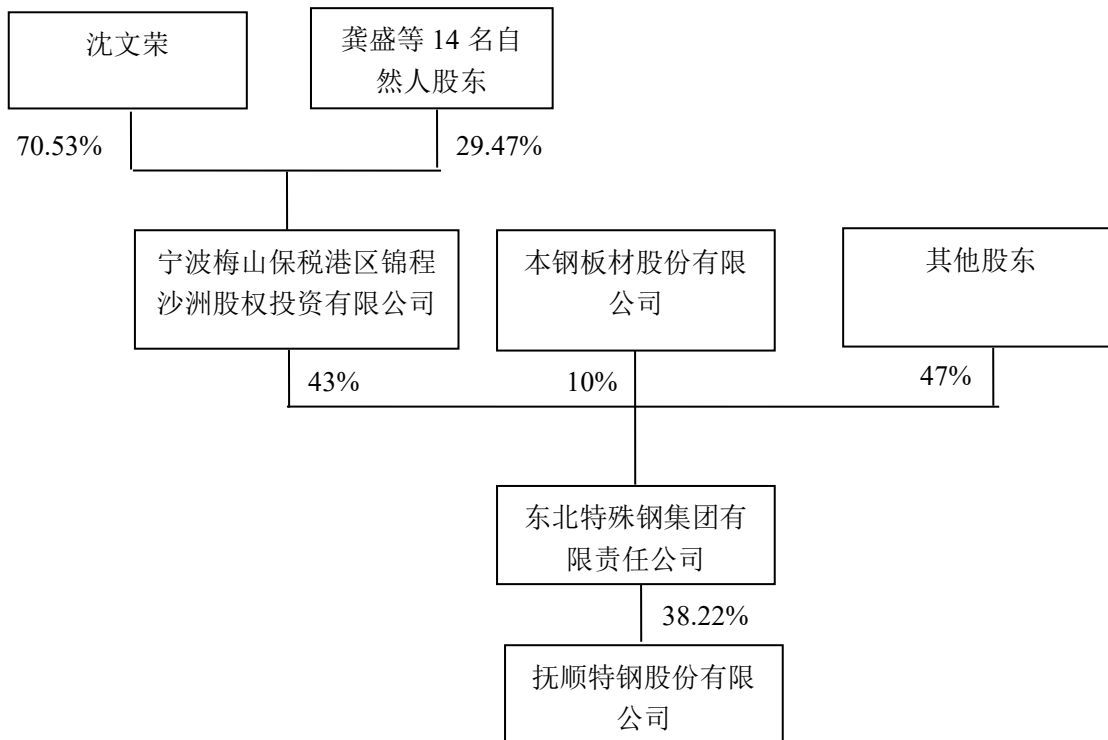 沈文荣
龚盛等 14 名自
然人股东
70.53%
29.47%
宁波梅山保税港区锦程
沙洲股权投资有限公司
本钢板材股份有限
公司
其他股东
43%
10%
47%
东北特殊钢集团有
限责任公司
38.22%
抚顺特钢股份有限
公司